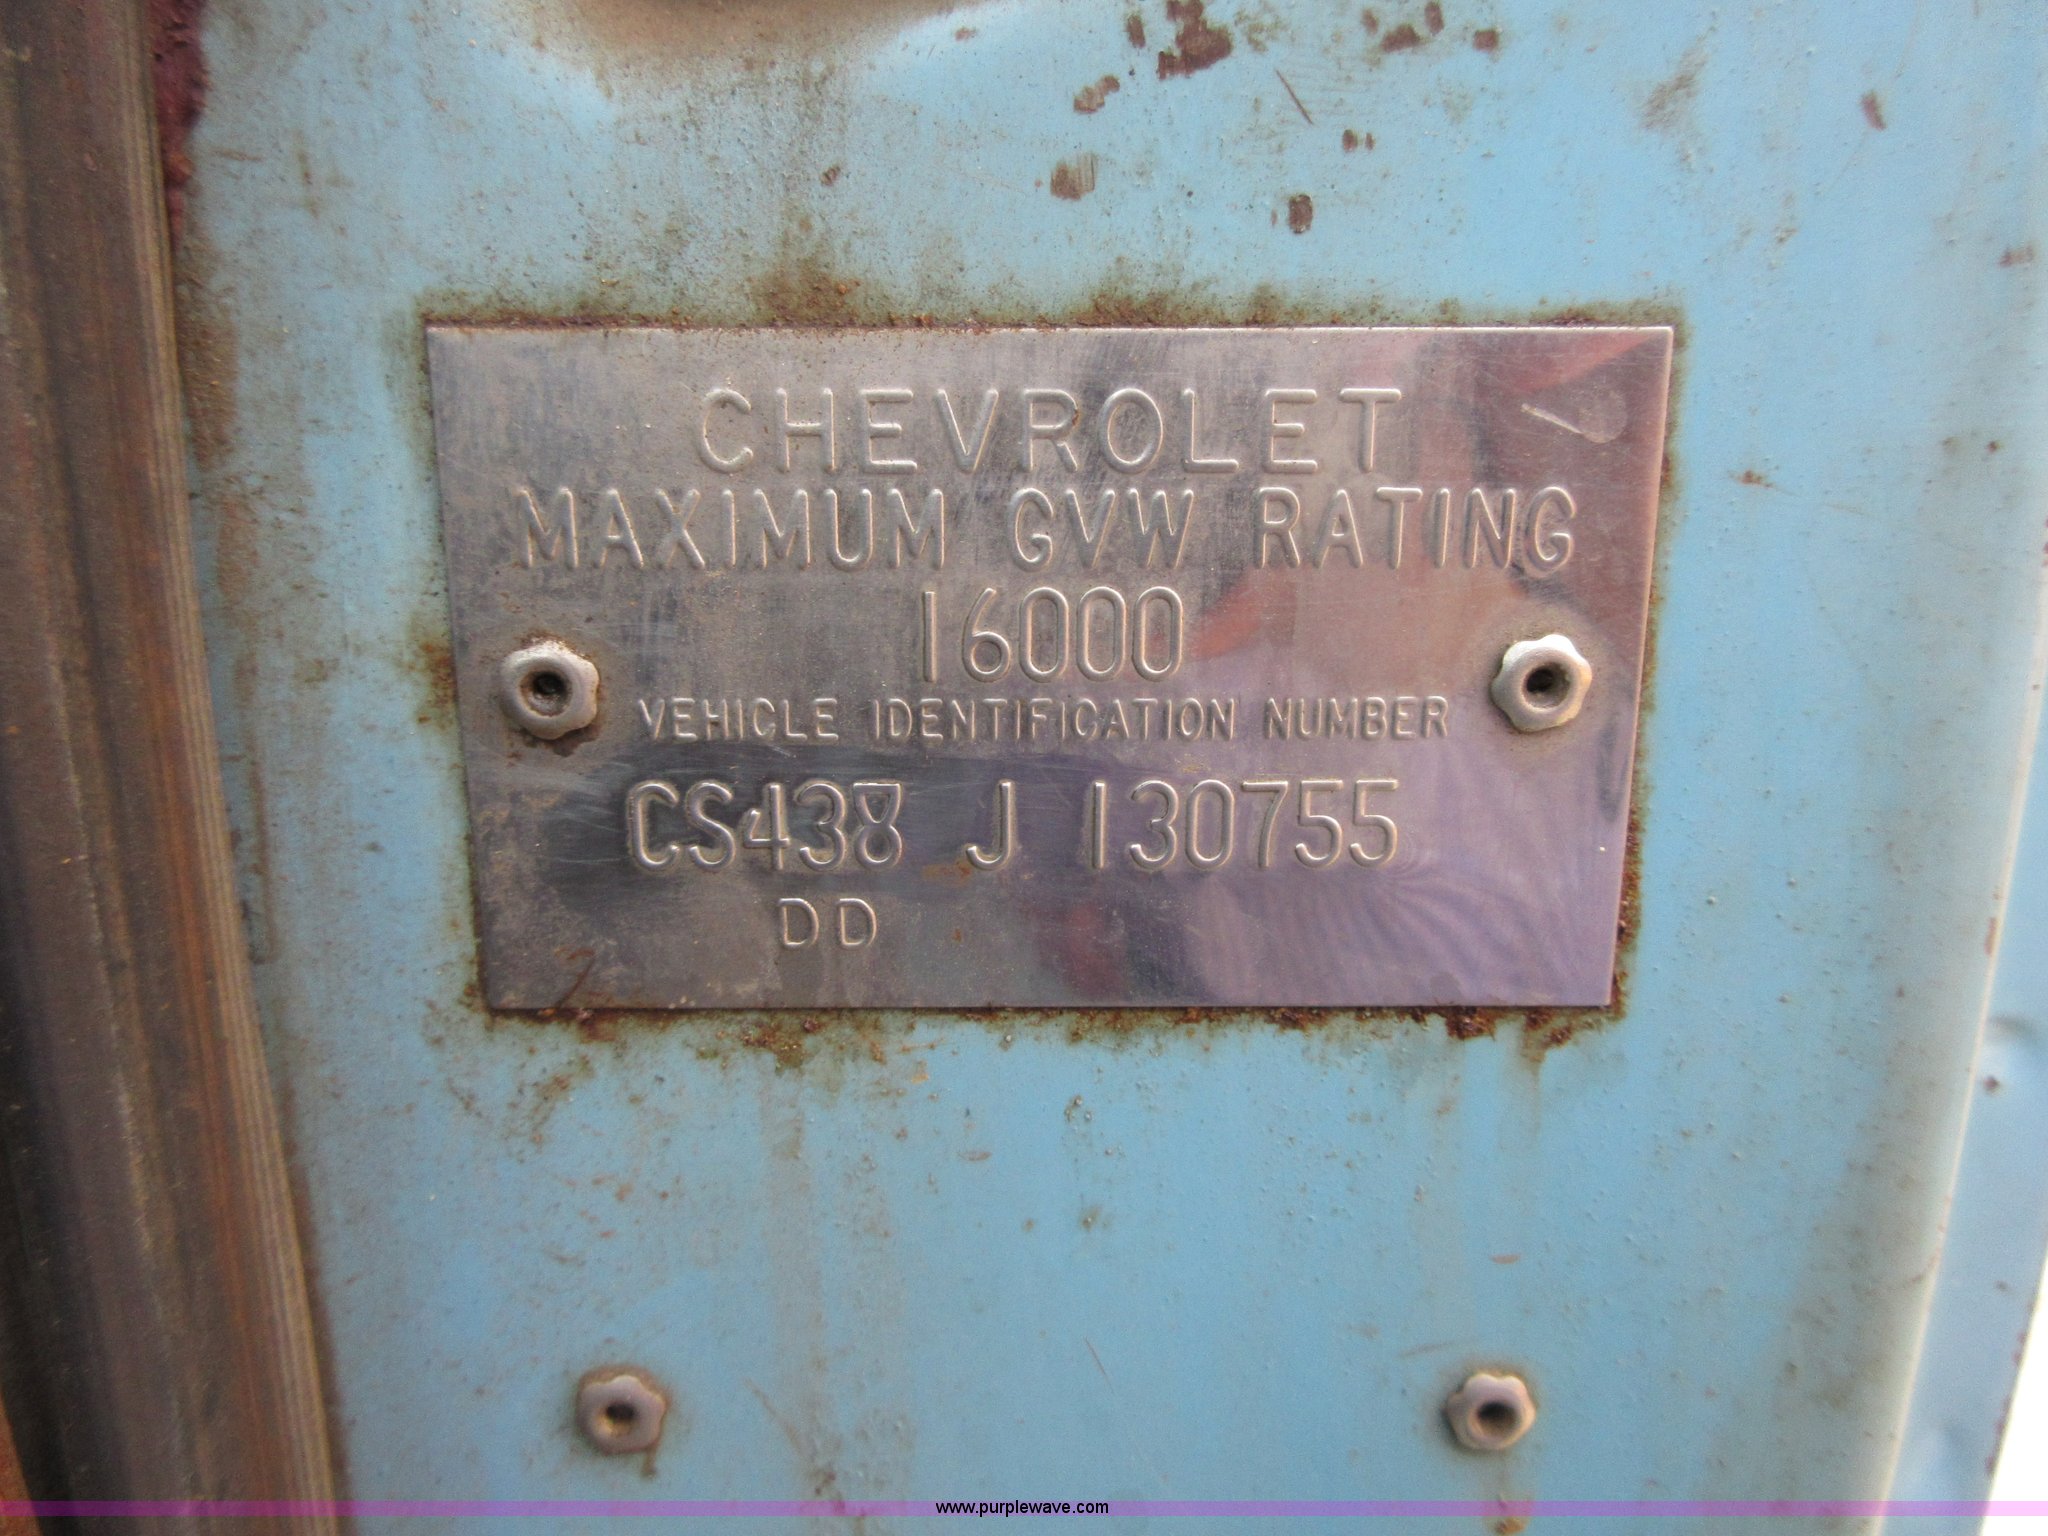 CHEVROLET
MAXIMUM GVW RATING
16000
VEHICLE IDENTIFICATION NUMBER
CS438 J 130755
DD
www.purplewave.com